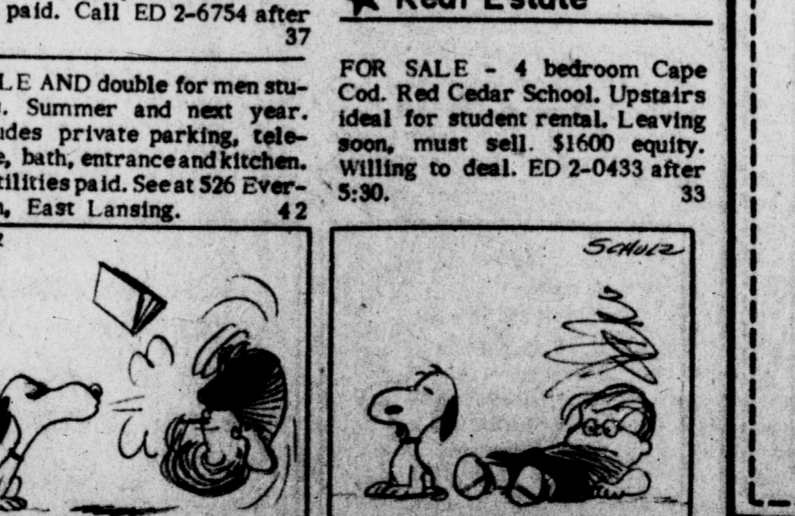 paid. Call ED 2-6754 after
37
LE AND double for men stu-
. Summer and next year.
udes private parking, tele-
e, bath, entrance and kitchen.
tilities paid. See at 526 Ever-
, East Lansing. 42
Real Estate
FOR SALE - 4 bedroom Cape
Cod. Red Cedar School. Upstairs
ideal for student rental. Leaving
soon, must sell. $1600 equity.
Willing to deal. ED 2-0433 after
5:30. 33
SCHULZ